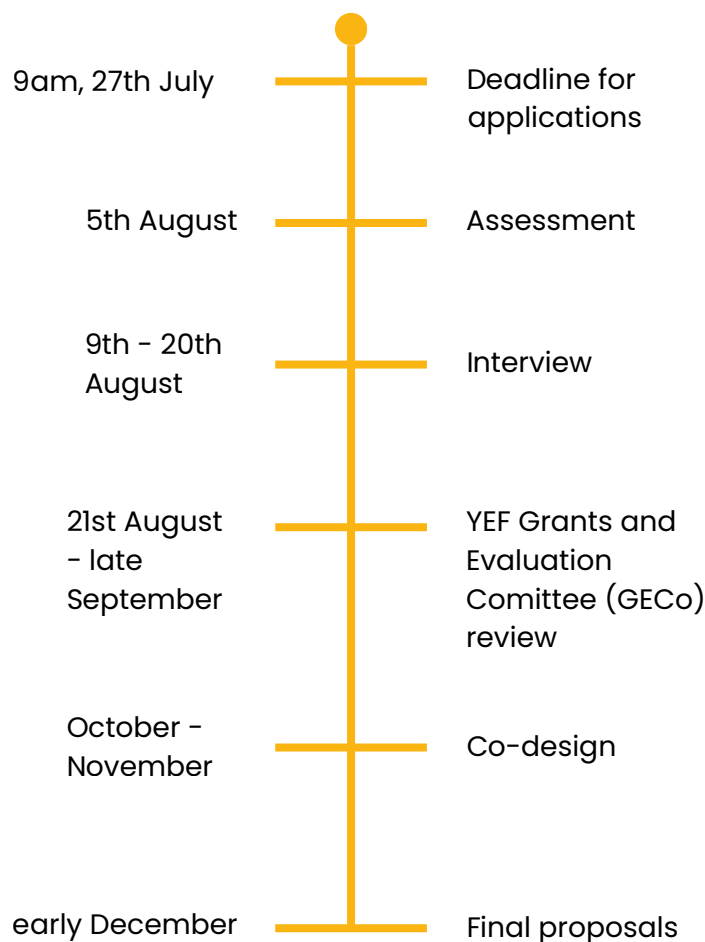 9am, 27th July
Deadline for
applications
5th August
Assessment
9th - 20th
August
Interview
21st August
- late
September
YEF Grants and
Evaluation
Comittee (GECo)
review
October -
November
Co-design
early December
Final proposals